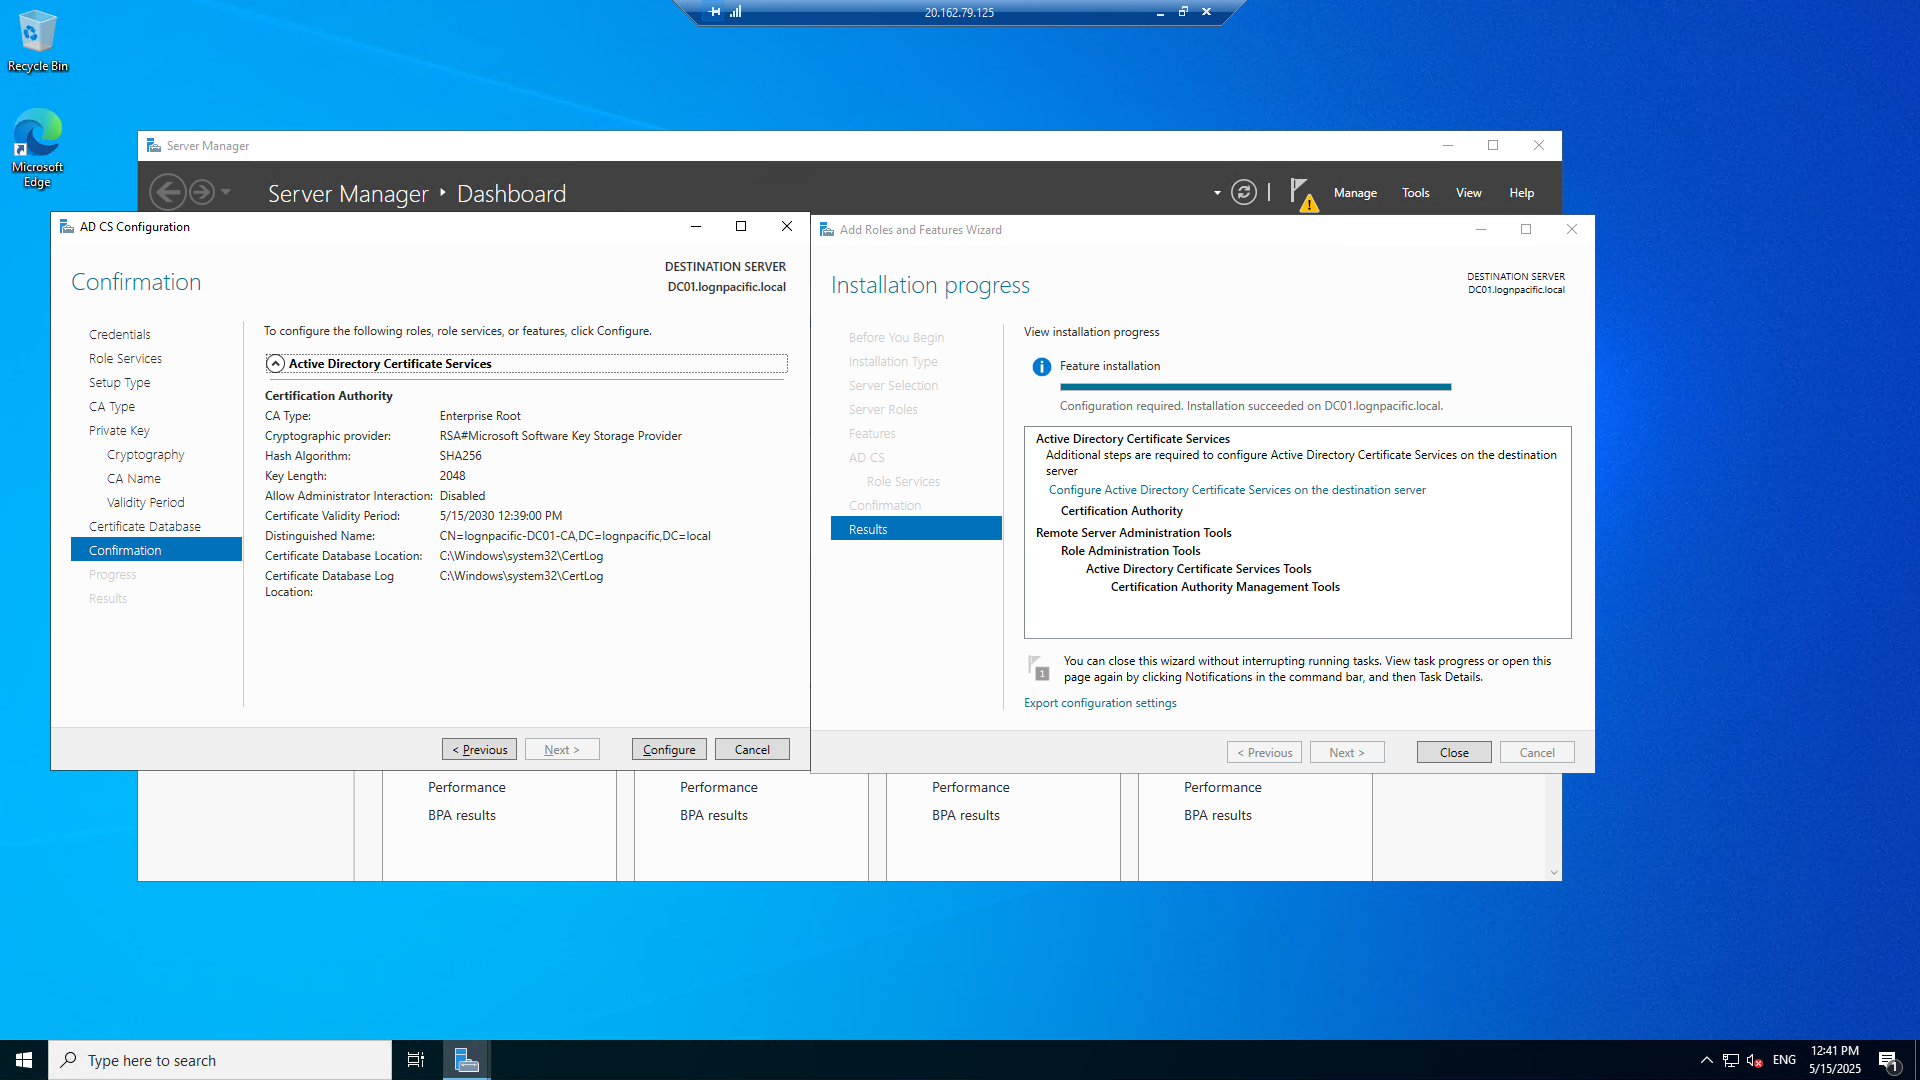 20.162.79.125
Recycle Bin
Microsoft
Edge
Server Manager
Server Manager ‣ Dashboard
Manage
Tools
View
Help
AD CS Configuration
Confirmation
DESTINATION SERVER
DC01.lognpacific.local
Credentials
Role Services
Setup Type
CA Type
Private Key
Cryptography
CA Name
Validity Period
Certificate Database
Confirmation
Progress
Results
To configure the following roles, role services, or features, click Configure.
Active Directory Certificate Services
Certification Authority
CA Type: Enterprise Root
Cryptographic provider: RSA#Microsoft Software Key Storage Provider
Hash Algorithm: SHA256
Key Length: 2048
Allow Administrator Interaction: Disabled
Certificate Validity Period: 5/15/2030 12:39:00 PM
Distinguished Name: CN=lognpacific-DC01-CA,DC=lognpacific,DC=local
Certificate Database Location: C:\Windows\system32\CertLog
Certificate Database Log C:\Windows\system32\CertLog
Location:
< Previous
Next >
Configure
Cancel
Add Roles and Features Wizard
Installation progress
DESTINATION SERVER
DC01.lognpacific.local
Before You Begin
Installation Type
Server Selection
Server Roles
Features
AD CS
Role Services
Confirmation
Results
View installation progress
Feature installation
Configuration required. Installation succeeded on DC01.lognpacific.local.
Active Directory Certificate Services
Additional steps are required to configure Active Directory Certificate Services on the destination
server
Configure Active Directory Certificate Services on the destination server
Certification Authority
Remote Server Administration Tools
Role Administration Tools
Active Directory Certificate Services Tools
Certification Authority Management Tools
1
You can close this wizard without interrupting running tasks. View task progress or open this
page again by clicking Notifications in the command bar, and then Task Details.
Export configuration settings
< Previous
Next >
Close
Cancel
Performance
BPA results
Performance
BPA results
Performance
BPA results
Performance
BPA results
Type here to search
ENG
12:41 PM
5/15/2025
1